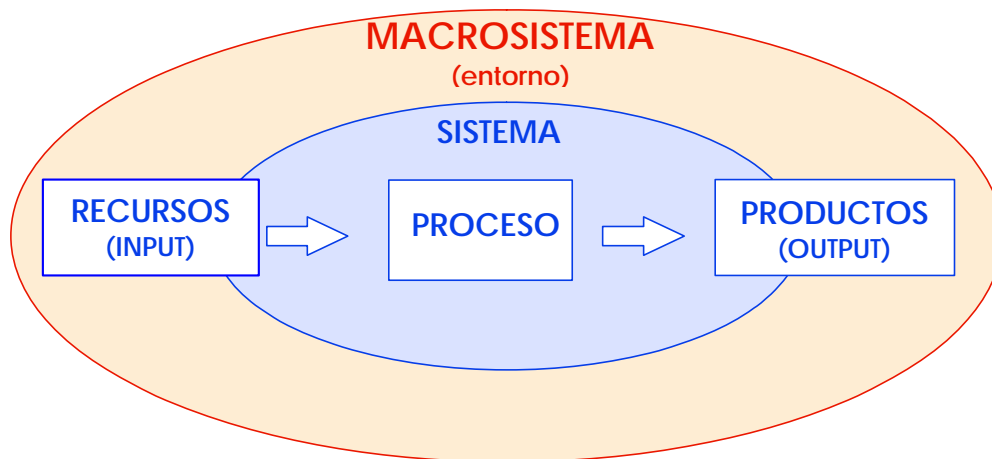 MACROSISTEMA
(entorno)
SISTEMA
RECURSOS
(INPUT)
PROCESO
PRODUCTOS
(OUTPUT)